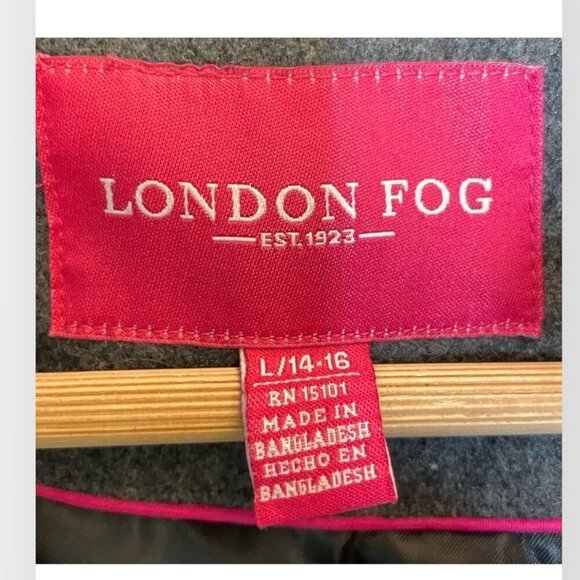 LONDON FOG
EST. 1923
L/14-16
RN 15101
MADE IN
BANGLADESH
HECHO EN
BANGLADESH